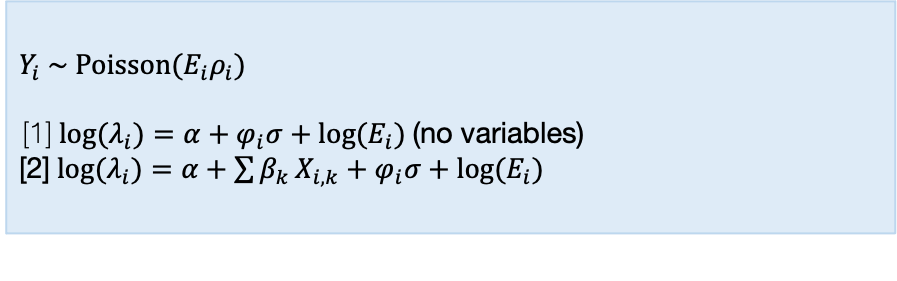 Yᵢ ~ Poisson(Eᵢρᵢ)
[1] log(λᵢ) = α + φᵢσ + log(Eᵢ) (no variables)
[2] log(λᵢ) = α + ∑ βₖ Xᵢ,ₖ + φᵢσ + log(Eᵢ)